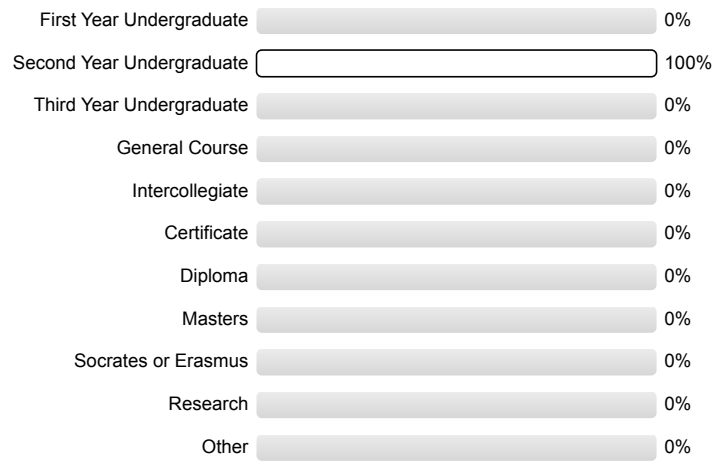 First Year Undergraduate 0%
Second Year Undergraduate 100%
Third Year Undergraduate 0%
General Course 0%
Intercollegiate 0%
Certificate 0%
Diploma 0%
Masters 0%
Socrates or Erasmus 0%
Research 0%
Other 0%